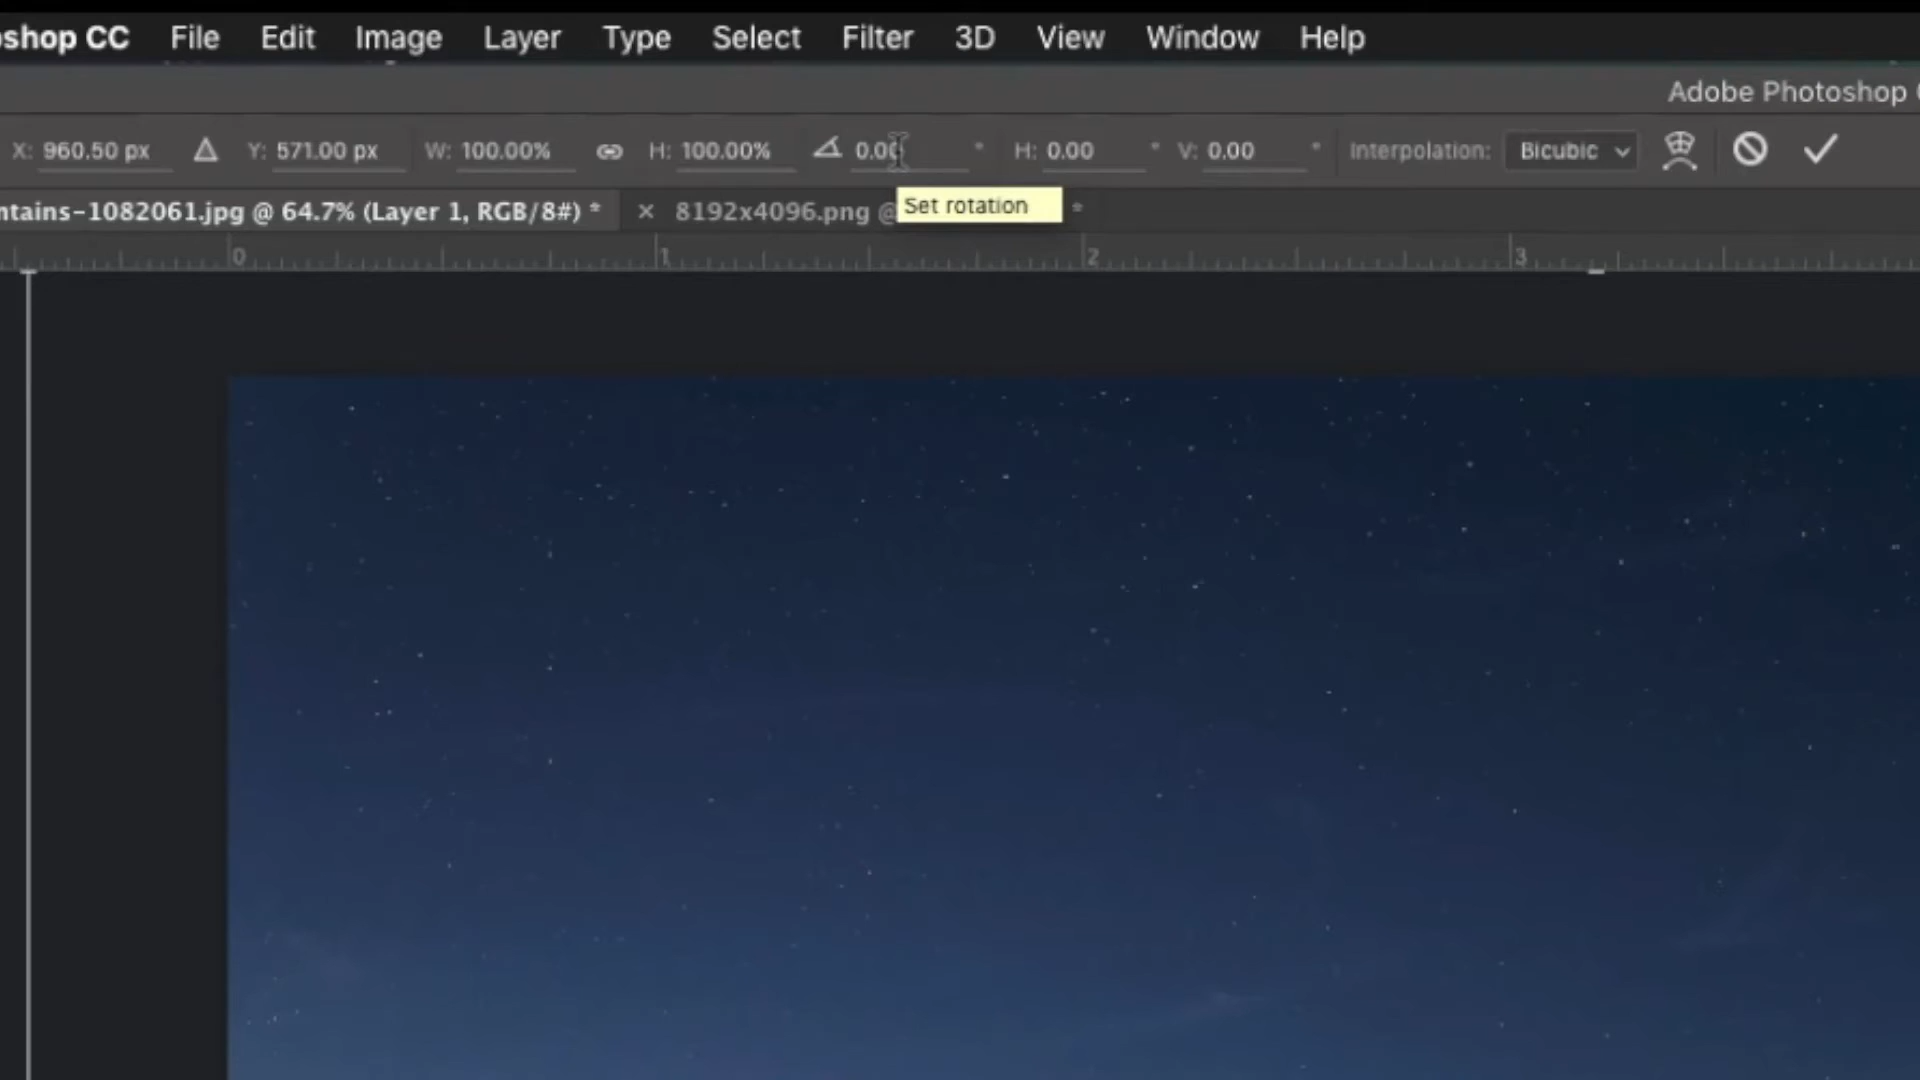 shop CC File Edit Image Layer Type Select Filter 3D View Window Help
Adobe Photoshop
X: 960.50 px Y: 571.00 px W: 100.00% H: 100.00% 0.00 ° H: 0.00 ° V: 0.00 ° Interpolation: Bicubic
ntains-1082061.jpg @ 64.7% (Layer 1, RGB/8#) * × 8192x4096.png @ *
Set rotation
0 1 2 3